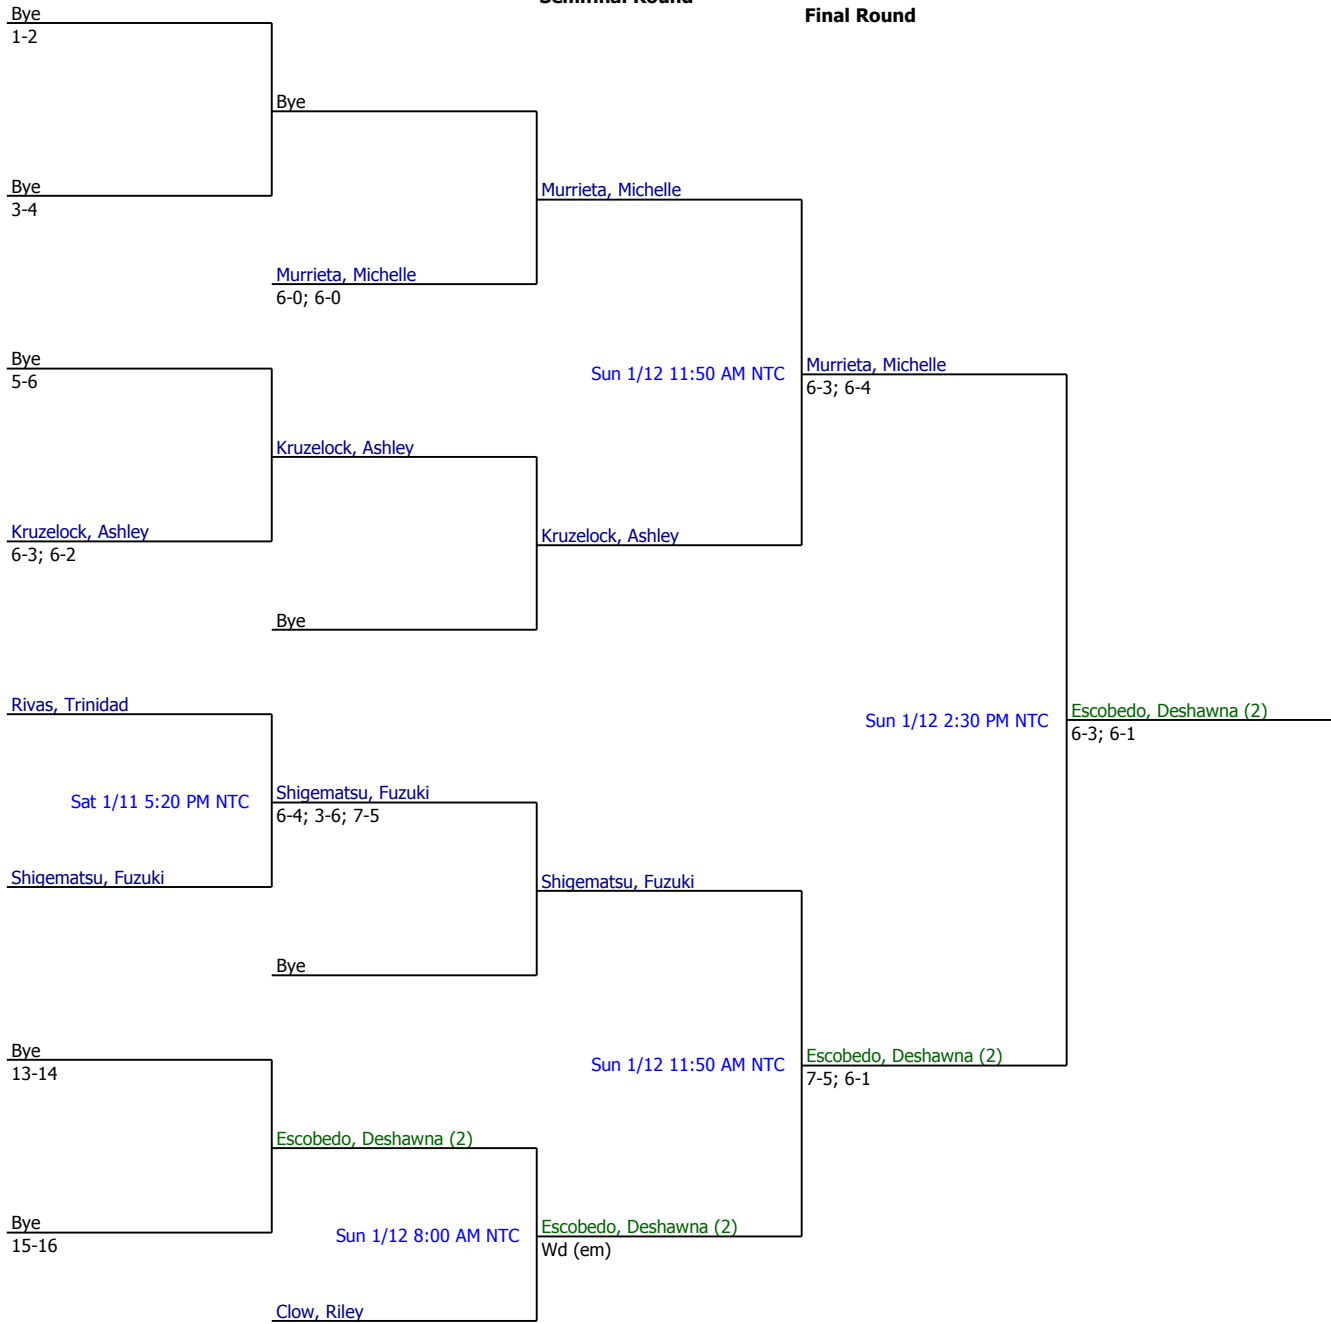 Semifinal Round
Final Round
Bye
1-2
Bye
Bye
3-4
Murrieta, Michelle
Murrieta, Michelle
6-0; 6-0
Bye
5-6
Sun 1/12 11:50 AM NTC
Murrieta, Michelle
6-3; 6-4
Kruzelock, Ashley
Kruzelock, Ashley
6-3; 6-2
Kruzelock, Ashley
Bye
Rivas, Trinidad
Sun 1/12 2:30 PM NTC
Escobedo, Deshawna (2)
6-3; 6-1
Sat 1/11 5:20 PM NTC
Shigematsu, Fuzuki
6-4; 3-6; 7-5
Shigematsu, Fuzuki
Shigematsu, Fuzuki
Bye
Bye
13-14
Sun 1/12 11:50 AM NTC
Escobedo, Deshawna (2)
7-5; 6-1
Escobedo, Deshawna (2)
Bye
15-16
Sun 1/12 8:00 AM NTC
Escobedo, Deshawna (2)
Wd (em)
Clow, Riley